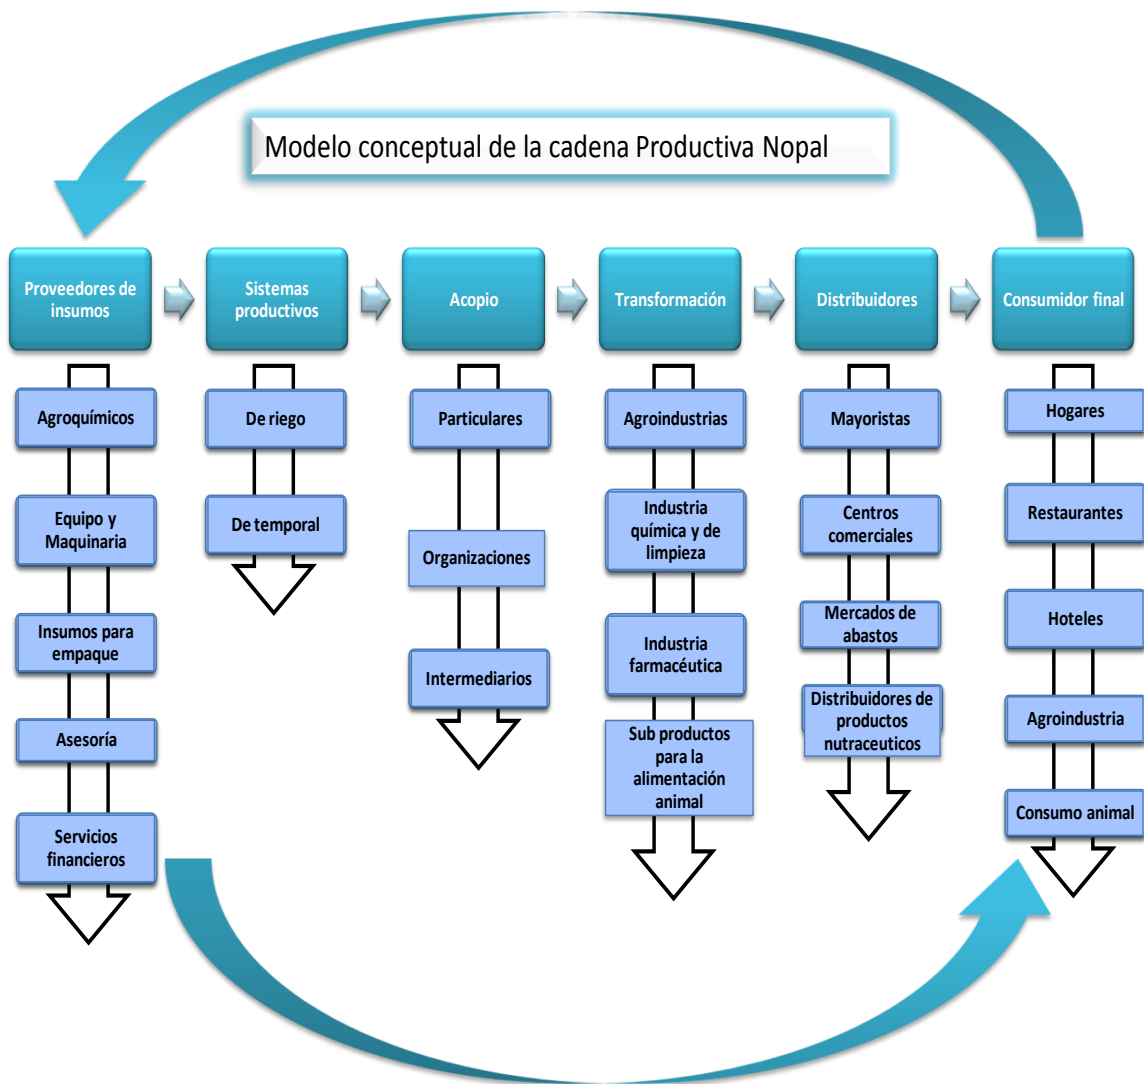 Modelo conceptual de la cadena Productiva Nopal
Proveedores de
insumos
Sistemas
productivos
Acopio
Transformación
Distribuidores
Consumidor final
Agroquímicos
Equipo y
Maquinaria
Insumos para
empaque
Asesoría
Servicios
financieros
De riego
De temporal
Particulares
Organizaciones
Intermediarios
Agroindustrias
Industria
química y de
limpieza
Industria
farmacéutica
Sub productos
para la
alimentación
animal
Mayoristas
Centros
comerciales
Mercados de
abastos
Distribuidores de
productos
nutraceuticos
Hogares
Restaurantes
Hoteles
Agroindustria
Consumo animal